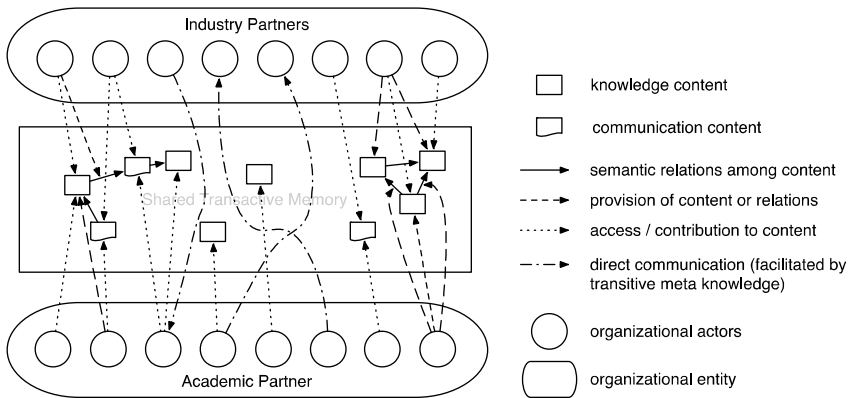 Industry Partners
knowledge content
communication content
Shared Transactive Memory
semantic relations among content
provision of content or relations
access / contribution to content
direct communication (facilitated by
transitive meta knowledge)
organizational actors
Academic Partner
organizational entity